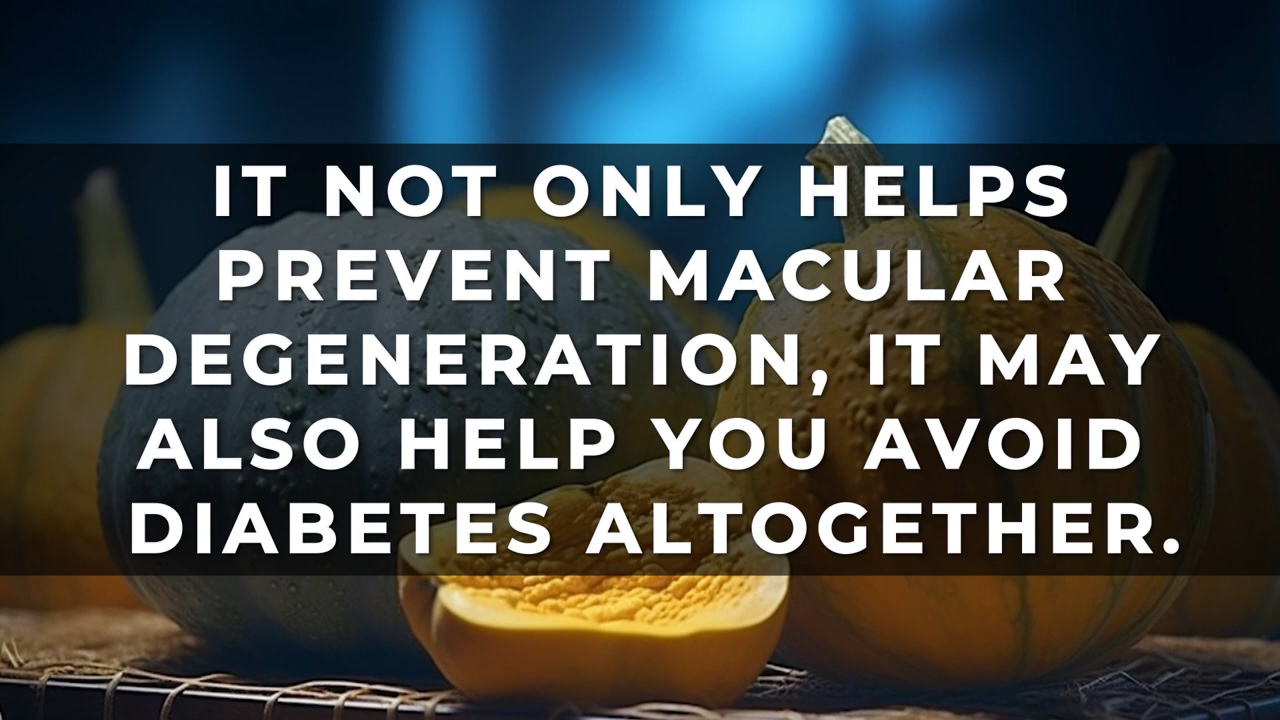 IT NOT ONLY HELPS
PREVENT MACULAR
DEGENERATION, IT MAY
ALSO HELP YOU AVOID
DIABETES ALTOGETHER.